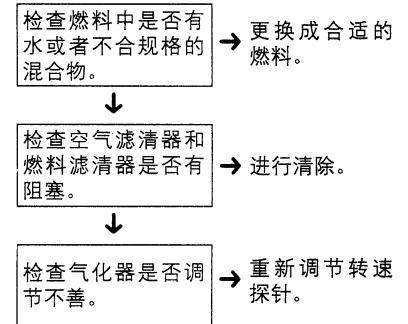 检查燃料中是否有
水或者不合规格的
混合物。
更换成合适的
燃料。
检查空气滤清器和
燃料滤清器是否有
阻塞。
进行清除。
检查气化器是否调
节不善。
重新调节转速
探针。